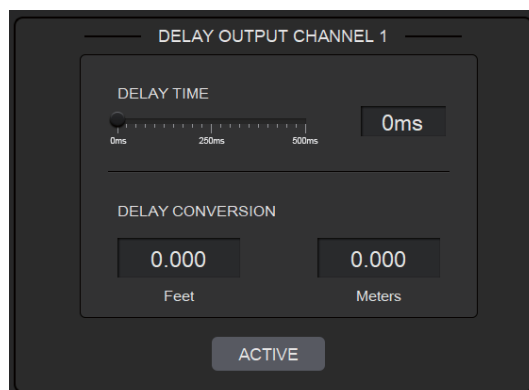 DELAY OUTPUT CHANNEL 1
DELAY TIME
0ms
0ms 250ms 500ms
DELAY CONVERSION
0.000 0.000
Feet Meters
ACTIVE